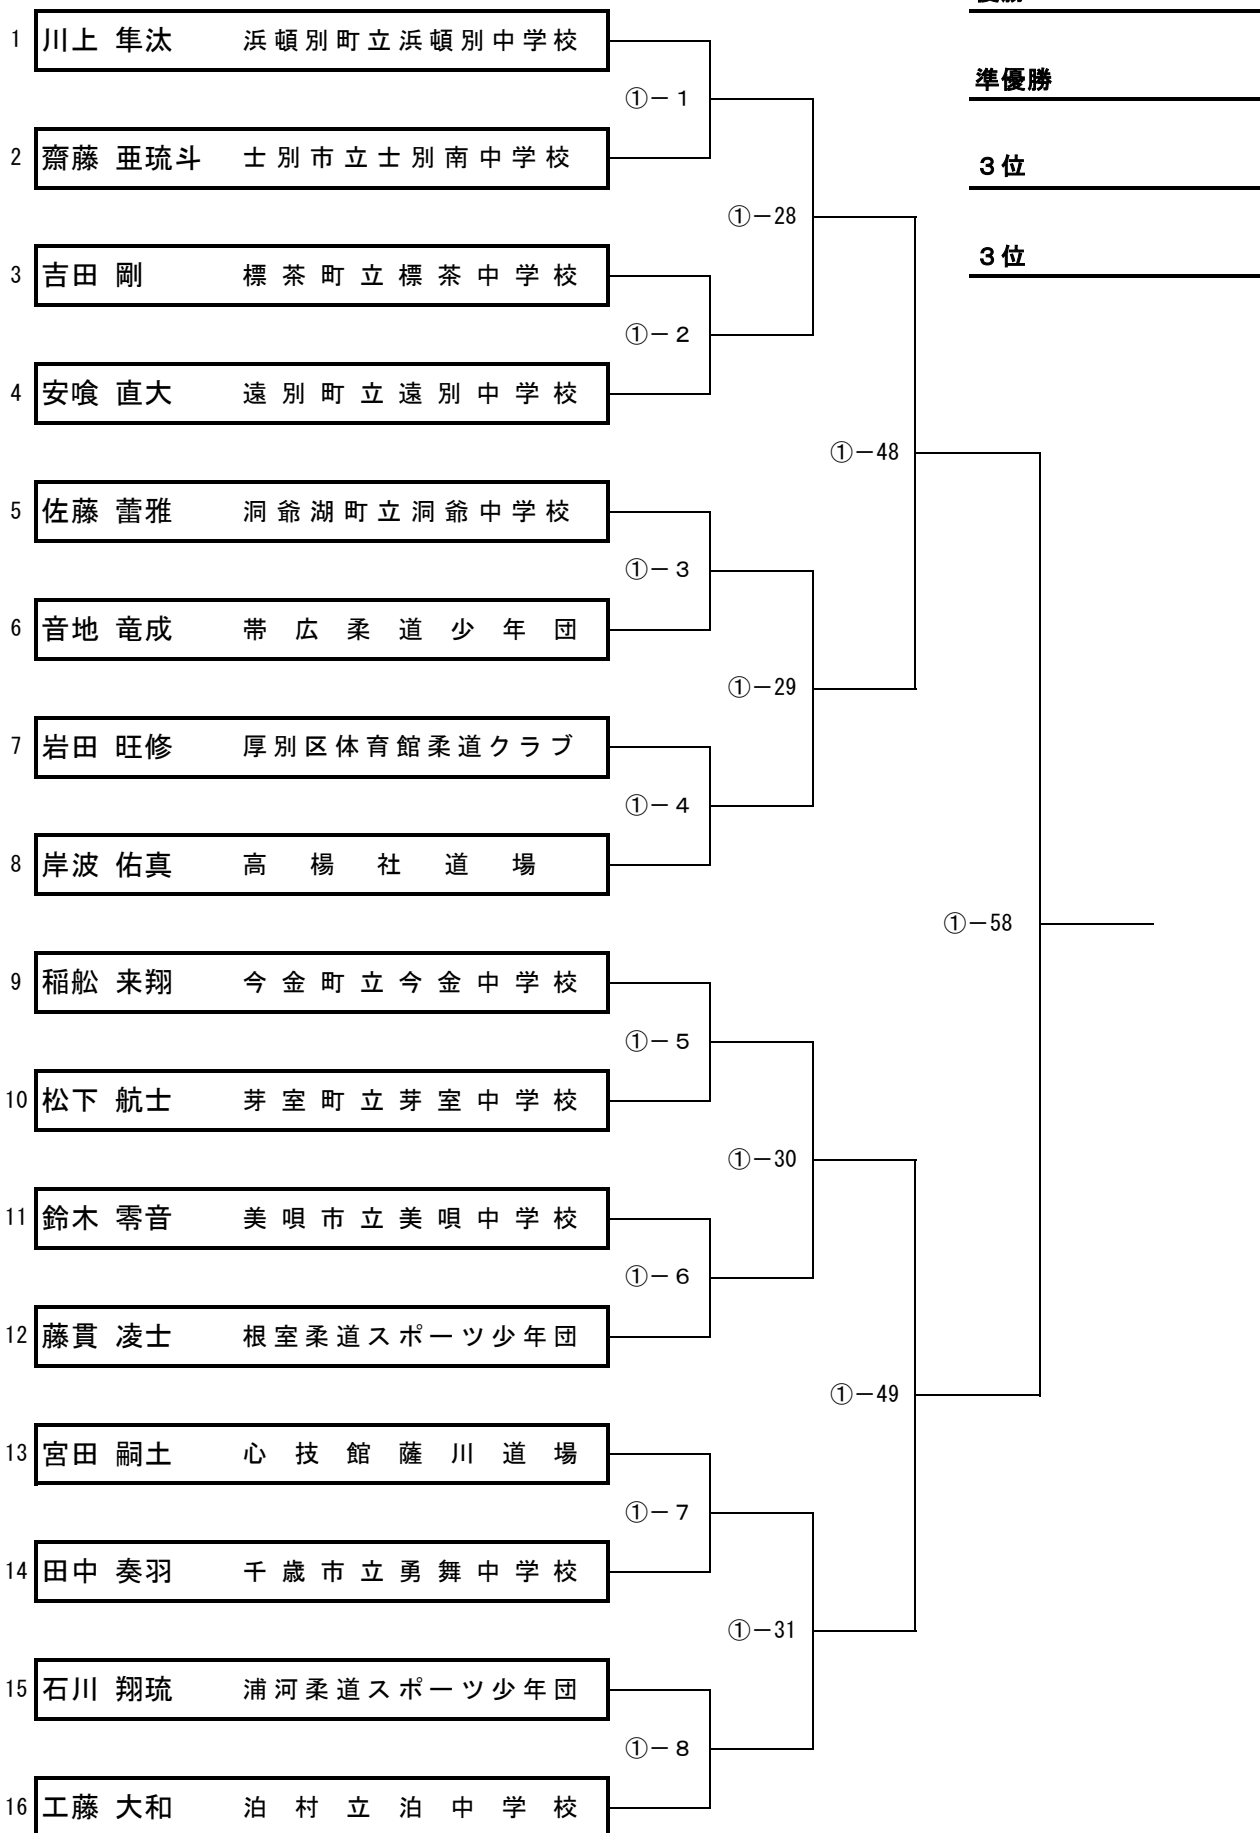 優勝
1 川上 隼汰 浜頓別町立浜頓別中学校
①－１
準優勝
2 齋藤 亜琉斗 士別市立士別南中学校
３位
①－28
3 吉田 剛 標茶町立標茶中学校
３位
①－２
4 安喰 直大 遠別町立遠別中学校
①－48
5 佐藤 蕾雅 洞爺湖町立洞爺中学校
①－３
6 音地 竜成 帯広柔道少年団
①－29
7 岩田 旺修 厚別区体育館柔道クラブ
①－４
8 岸波 佑真 高楊社道場
①－58
9 稲舩 来翔 今金町立今金中学校
①－５
10 松下 航士 芽室町立芽室中学校
①－30
11 鈴木 零音 美唄市立美唄中学校
①－６
12 藤貫 凌士 根室柔道スポーツ少年団
①－49
13 宮田 嗣土 心技館薩川道場
①－７
14 田中 奏羽 千歳市立勇舞中学校
①－31
15 石川 翔琉 浦河柔道スポーツ少年団
①－８
16 工藤 大和 泊村立泊中学校